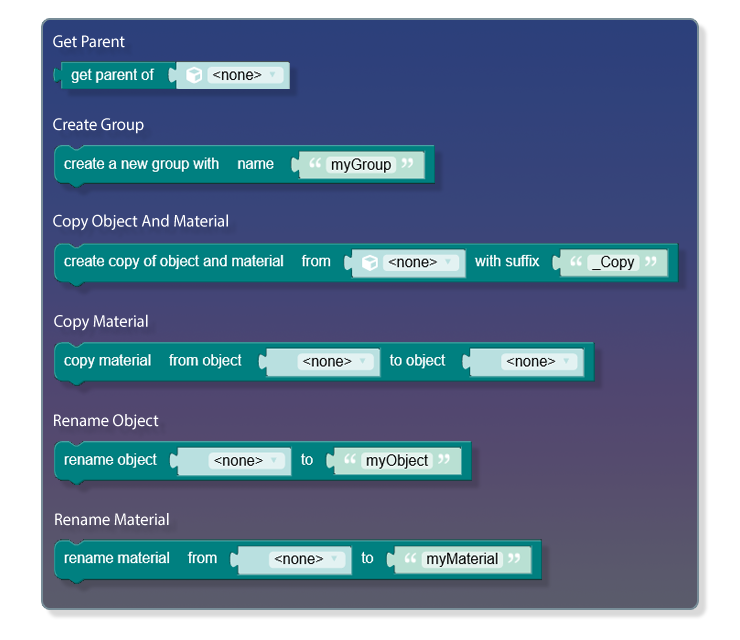 Get Parent
get parent of <none>
Create Group
create a new group with name “ myGroup ”
Copy Object And Material
create copy of object and material from <none> with suffix “ _Copy ”
Copy Material
copy material from object <none> to object <none>
Rename Object
rename object <none> to “ myObject ”
Rename Material
rename material from <none> to “ myMaterial ”